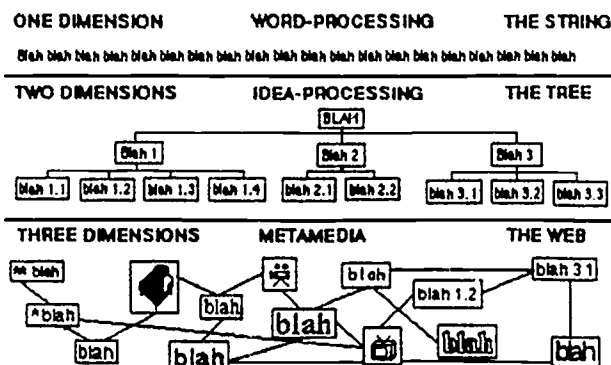 ONE DIMENSION WORD-PROCESSING THE STRING
Blah blah blah blah blah blah blah blah blah blah blah blah blah blah blah blah blah blah blah blah
TWO DIMENSIONS IDEA-PROCESSING THE TREE
BLAH
Blah 1 Blah 2 Blah 3
blah 1.1 blah 1.2 blah 1.3 blah 1.4 blah 2.1 blah 2.2 blah 3.1 blah 3.2 blah 3.3
THREE DIMENSIONS METAMEDIA THE WEB
** blah blah blah 3.1
blah blah 1.2
^blah blah
blah blah blah blah